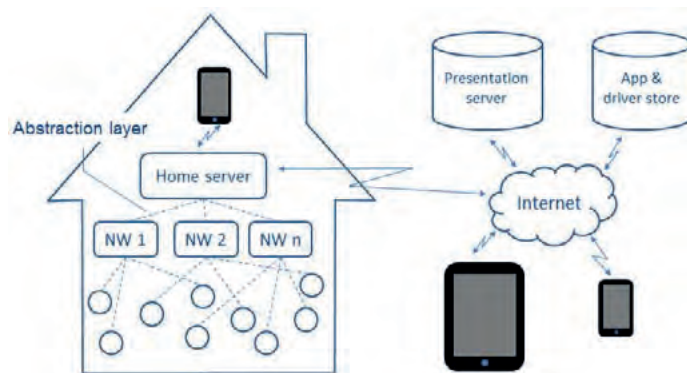 Presentation
server
App &
driver store
Abstraction layer
Home server
Internet
NW 1
NW 2
NW n